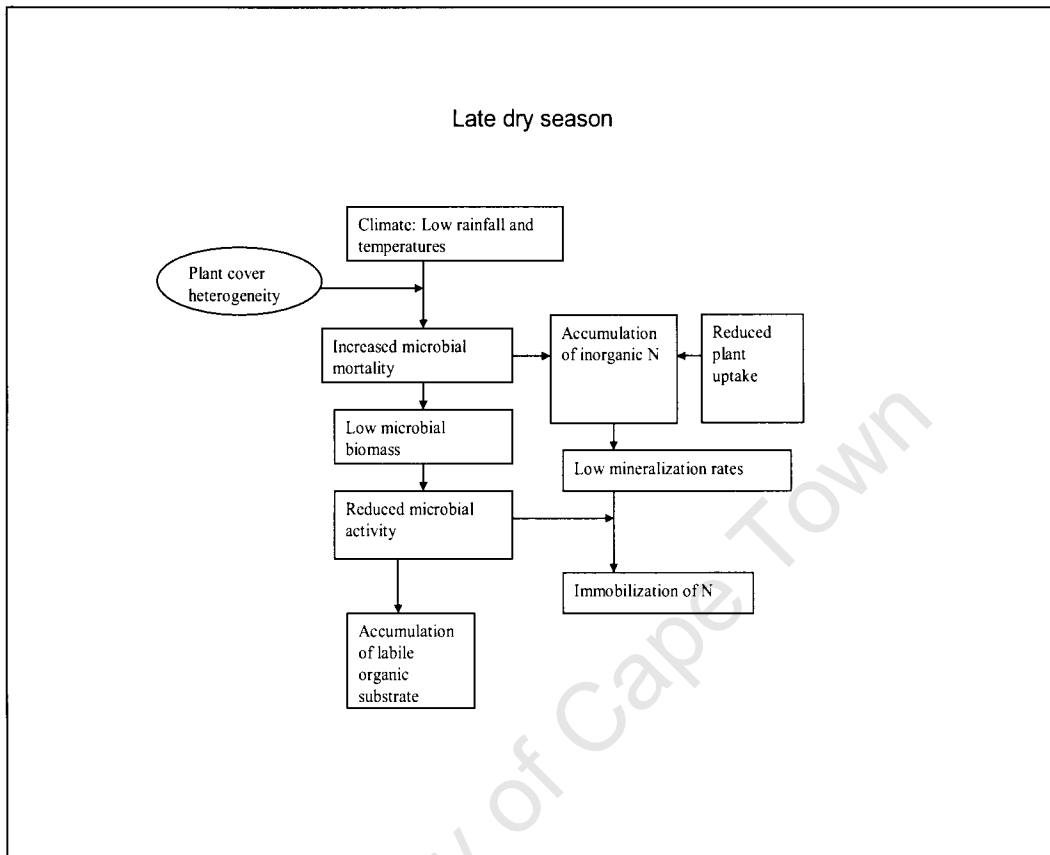 Late dry season
Climate: Low rainfall and
temperatures
Plant cover
heterogeneity
Increased microbial
mortality
Accumulation
of inorganic N
Reduced
plant
uptake
Low microbial
biomass
Low mineralization rates
Reduced microbial
activity
Immobilization of N
Accumulation
of labile
organic
substrate
y of Cape Town